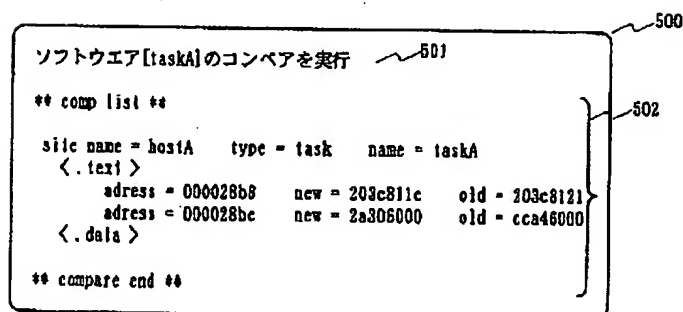 500
ソフトウエア[taskA]のコンペアを実行 501
** comp list **
502
site name = hostA type = task name = taskA
<.text>
adress = 000028b8 new = 203c811c old = 203c8121
adress = 000028bc new = 2a306000 old = cca46000
<.data>
** compare end **